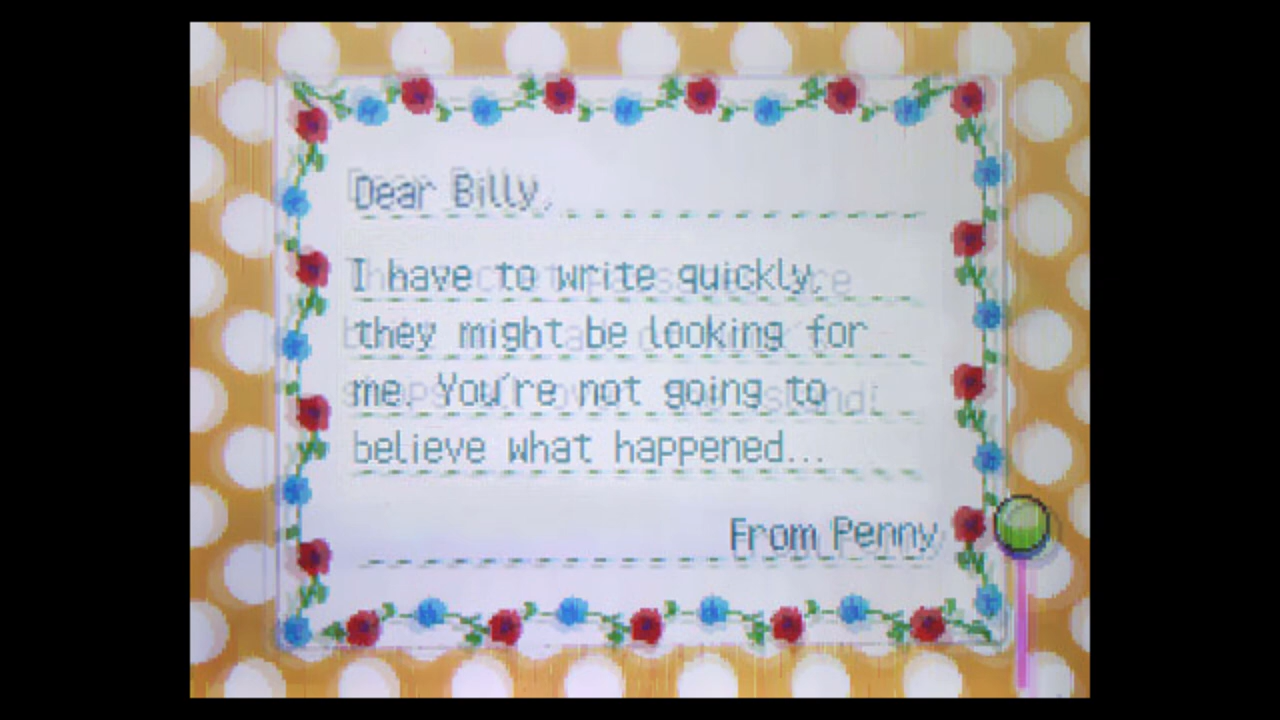 Dear Billy,
I have to write quickly,
they might be looking for
me. You're not going to
believe what happened...
From Penny